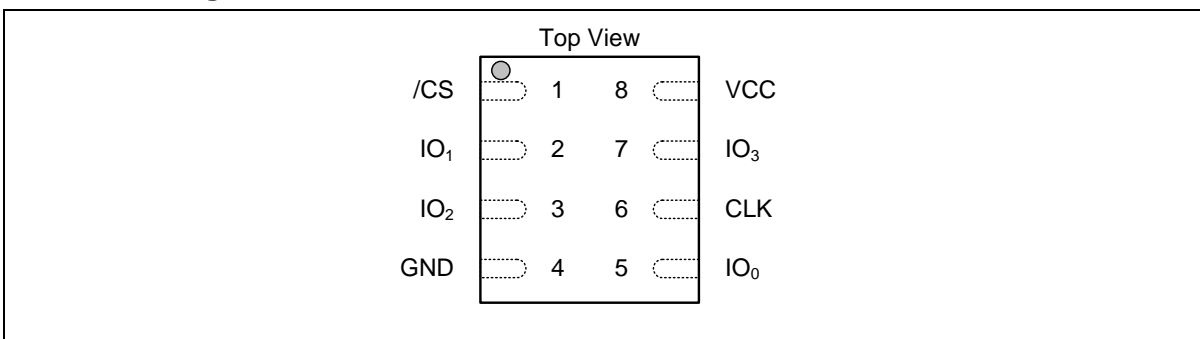 Top View
/CS 1 8 VCC
IO₁ 2 7 IO₃
IO₂ 3 6 CLK
GND 4 5 IO₀